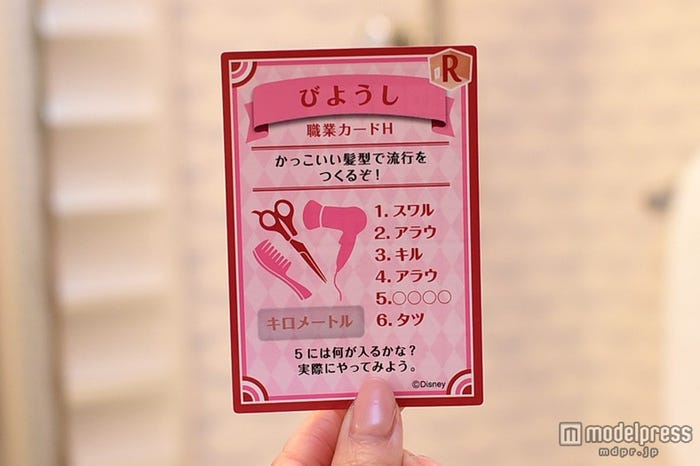 R
びようし
職業カードH
かっこいい髪型で流行を
つくるぞ！
1. スワル
2. アラウ
3. キル
4. アラウ
5.〇〇〇〇
6. タツ
キロメートル
5には何が入るかな？
実際にやってみよう。
©Disney
m modelpress
mdpr.jp